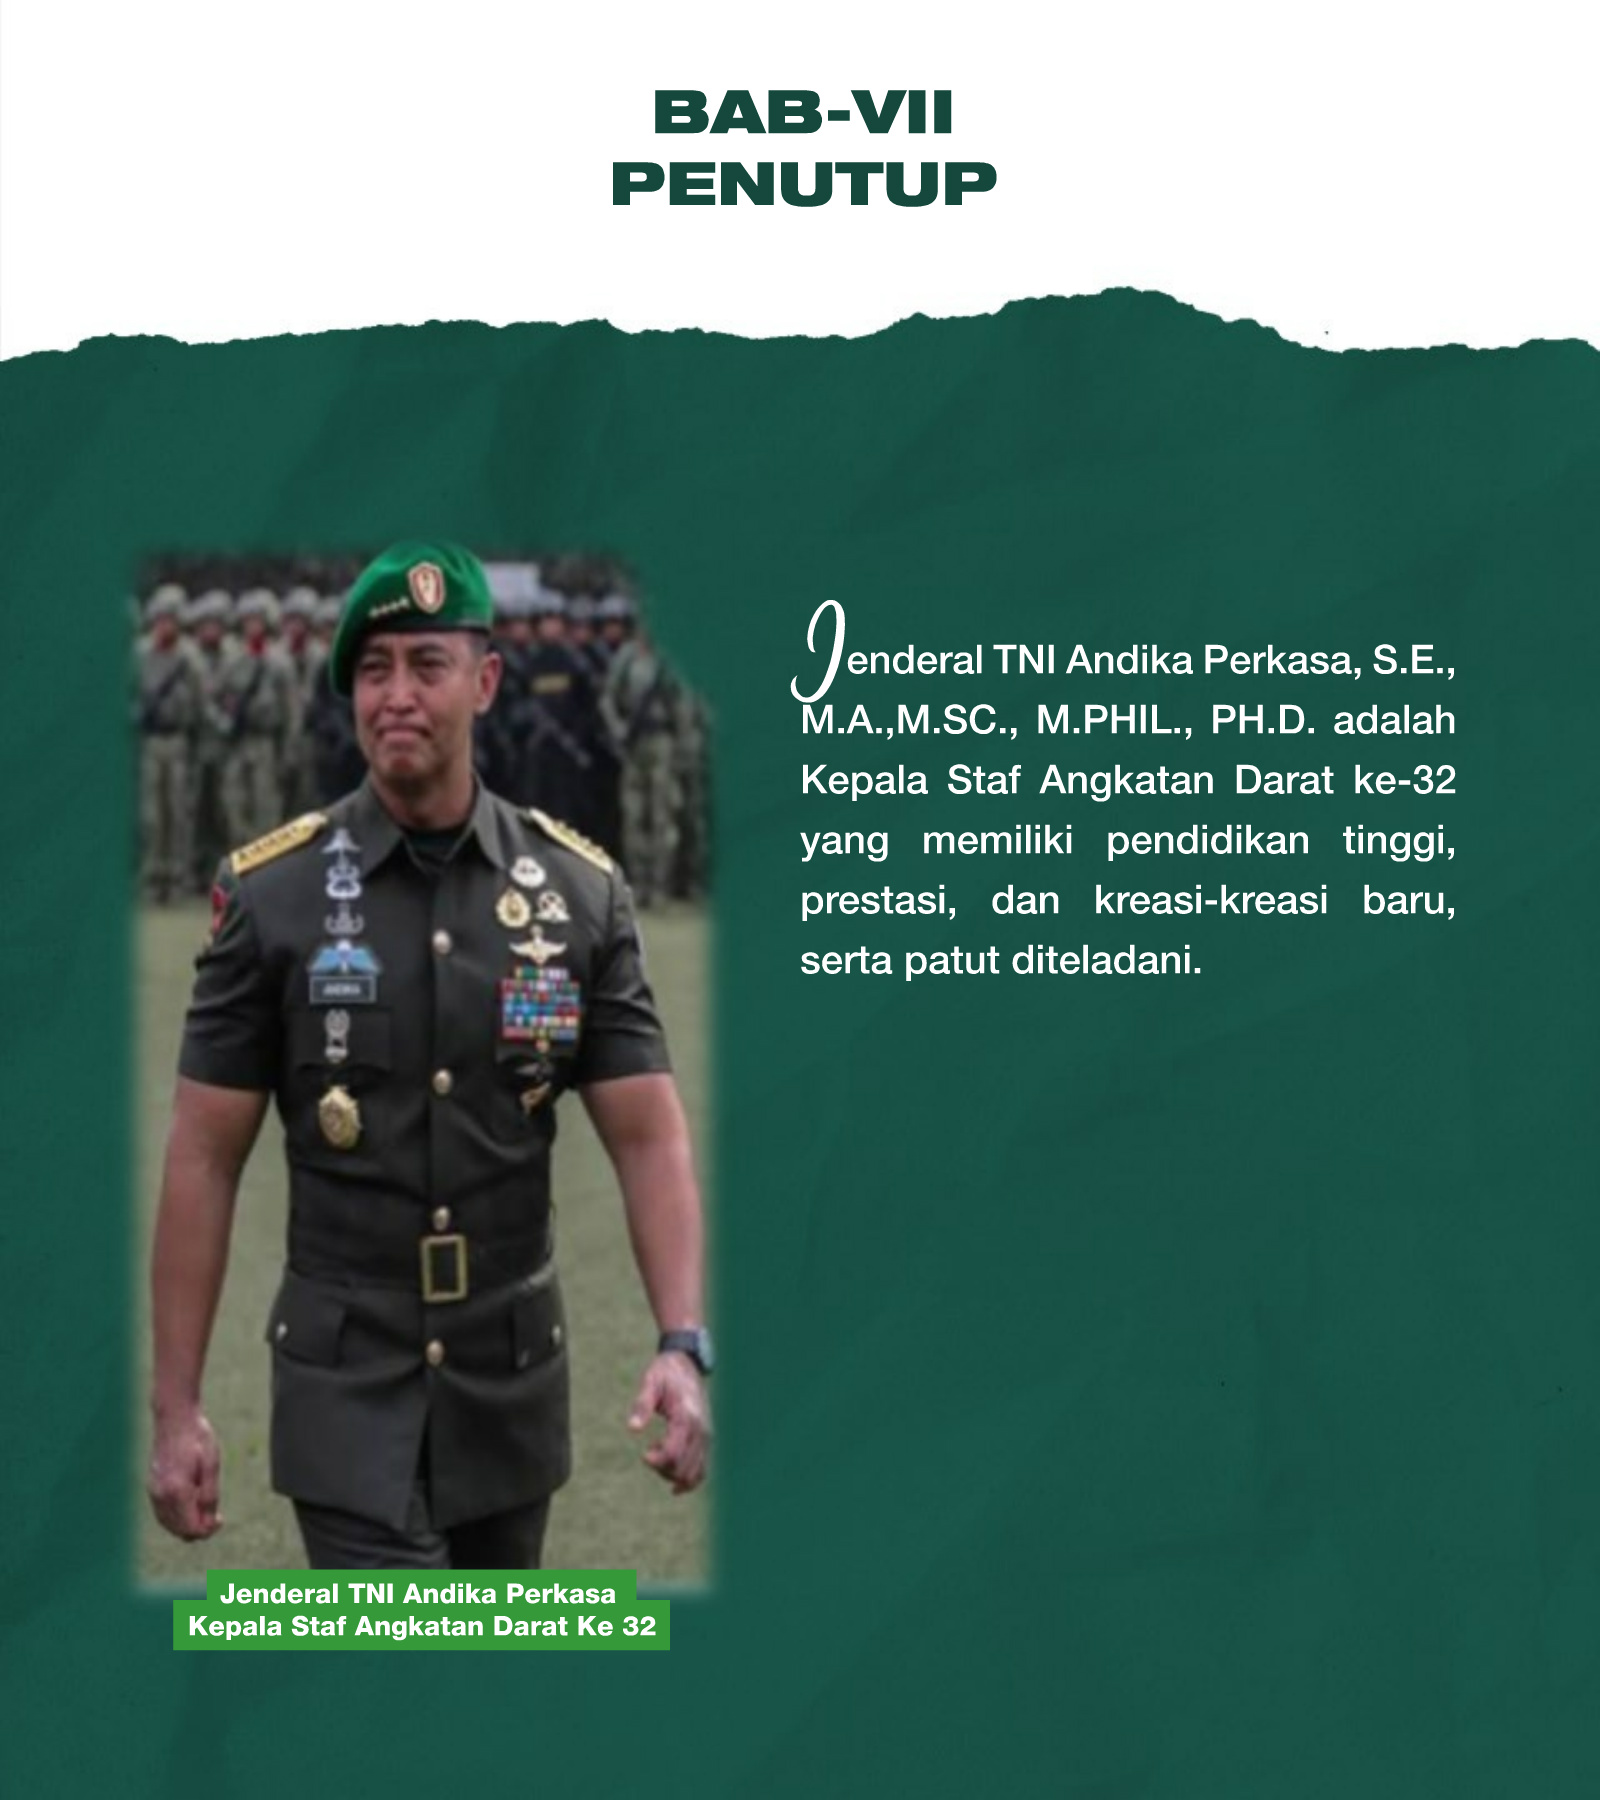 BAB-VII
PENUTUP
Jenderal TNI Andika Perkasa, S.E.,
M.A.,M.SC., M.PHIL., PH.D. adalah
Kepala Staf Angkatan Darat ke-32
yang memiliki pendidikan tinggi,
prestasi, dan kreasi-kreasi baru,
serta patut diteladani.
Jenderal TNI Andika Perkasa
Kepala Staf Angkatan Darat Ke 32